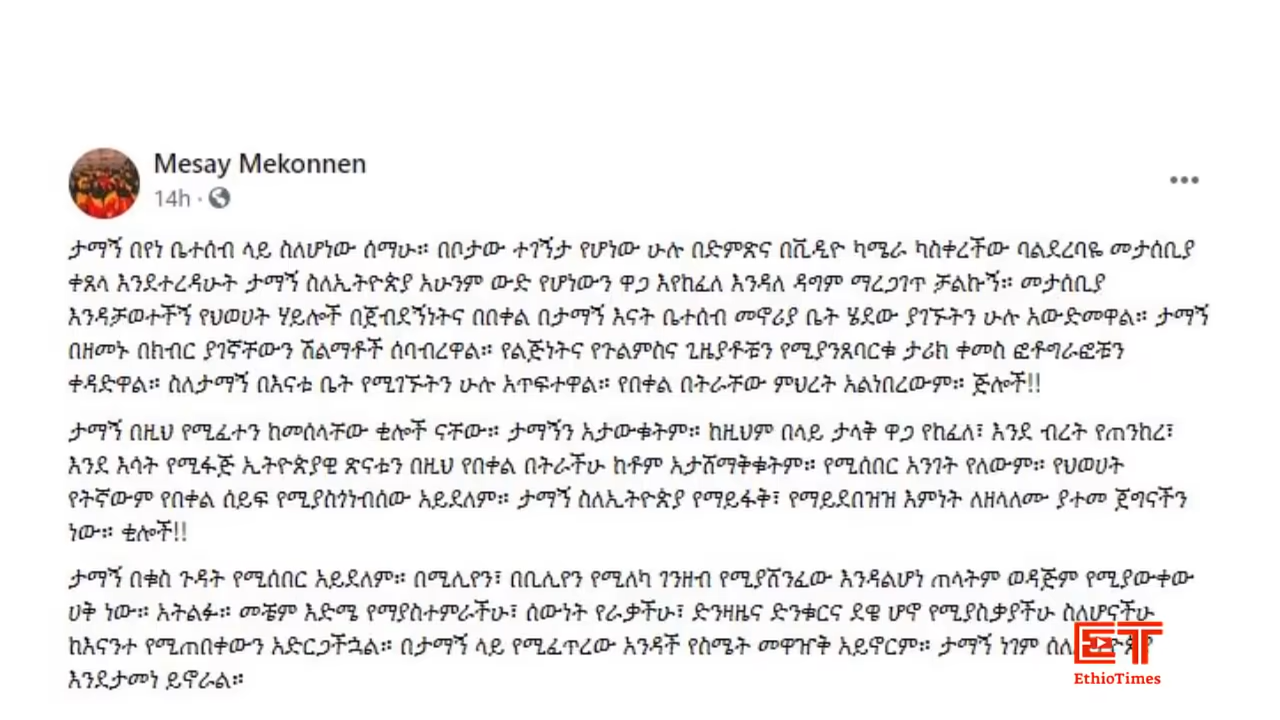 Mesay Mekonnen
14h ·
ታማኝ በየነ ቤተሰብ ላይ ስለሆነው ሰማሁ። በቦታው ተገኝታ የሆነው ሁሉ በድምጽና በቪዲዮ ካሜራ ካስቀረችው ባልደረባዬ መታሰቢያ
ቀጸላ እንደተረዳሁት ታማኝ ስለኢትዮጵያ አሁንም ውድ የሆነውን ዋጋ እየከፈለ እንዳለ ዳግም ማረጋገጥ ቻልኩኝ። መታሰቢያ
እንዳጫወተችኝ የህወሀት ሃይሎች በጀብደኝነትና በበቀል በታማኝ እናት ቤተሰብ መኖሪያ ቤት ሄደው ያገኙትን ሁሉ አውድመዋል። ታማኝ
በዘመኑ በክብር ያገኛቸውን ሽልማቶች ሰባብረዋል። የልጅነትና የጉልምስና ጊዜያቶቹን የሚያንጸባርቁ ታሪክ ቀመስ ፎቶግራፎቹን
ቀዳድዋል። ስለታማኝ በእናቱ ቤት የሚገኙትን ሁሉ አጥፍተዋል። የበቀል በትራቸው ምህረት አልነበረውም። ጅሎች!!
ታማኝ በዚህ የሚፈተን ከመሰላቸው ቂሎች ናቸው። ታማኝን አታውቁትም። ከዚህም በላይ ታላቅ ዋጋ የከፈለ፣ እንደ ብረት የጠንከረ፣
እንደ እሳት የሚፋጅ ኢትዮጵያዊ ጽናቱን በዚህ የበቀል በትራችሁ ከቶም አታሸማቅቁትም። የሚሰበር አንገት የለውም። የህወሀት
የትኛውም የበቀል ሰይፍ የሚያስጎነብሰው አይደለም። ታማኝ ስለኢትዮጵያ የማይፋቅ፣ የማይደበዝዝ እምነት ለዘላለሙ ያተመ ጀግናችን
ነው። ቂሎች!!
ታማኝ በቁስ ጉዳት የሚሰበር አይደለም። በሚሊየን፣ በቢሊየን የሚለካ ገንዘብ የሚያሸንፈው እንዳልሆነ ጠላትም ወዳጅም የሚያውቀው
ሀቅ ነው። አትልፉ። መቼም እድሜ የማያስተምራችሁ፣ ሰውነት የራቃችሁ፣ ድንዛዜና ድንቁርና ደዌ ሆኖ የሚያስቃያችሁ ስለሆናችሁ
ከእናንተ የሚጠበቀውን አድርጋችኋል። በታማኝ ላይ የሚፈጥረው አንዳች የስሜት መዋዠቅ አይኖርም። ታማኝ ነገም
እንደታመነ ይኖራል።
ET
EthioTimes